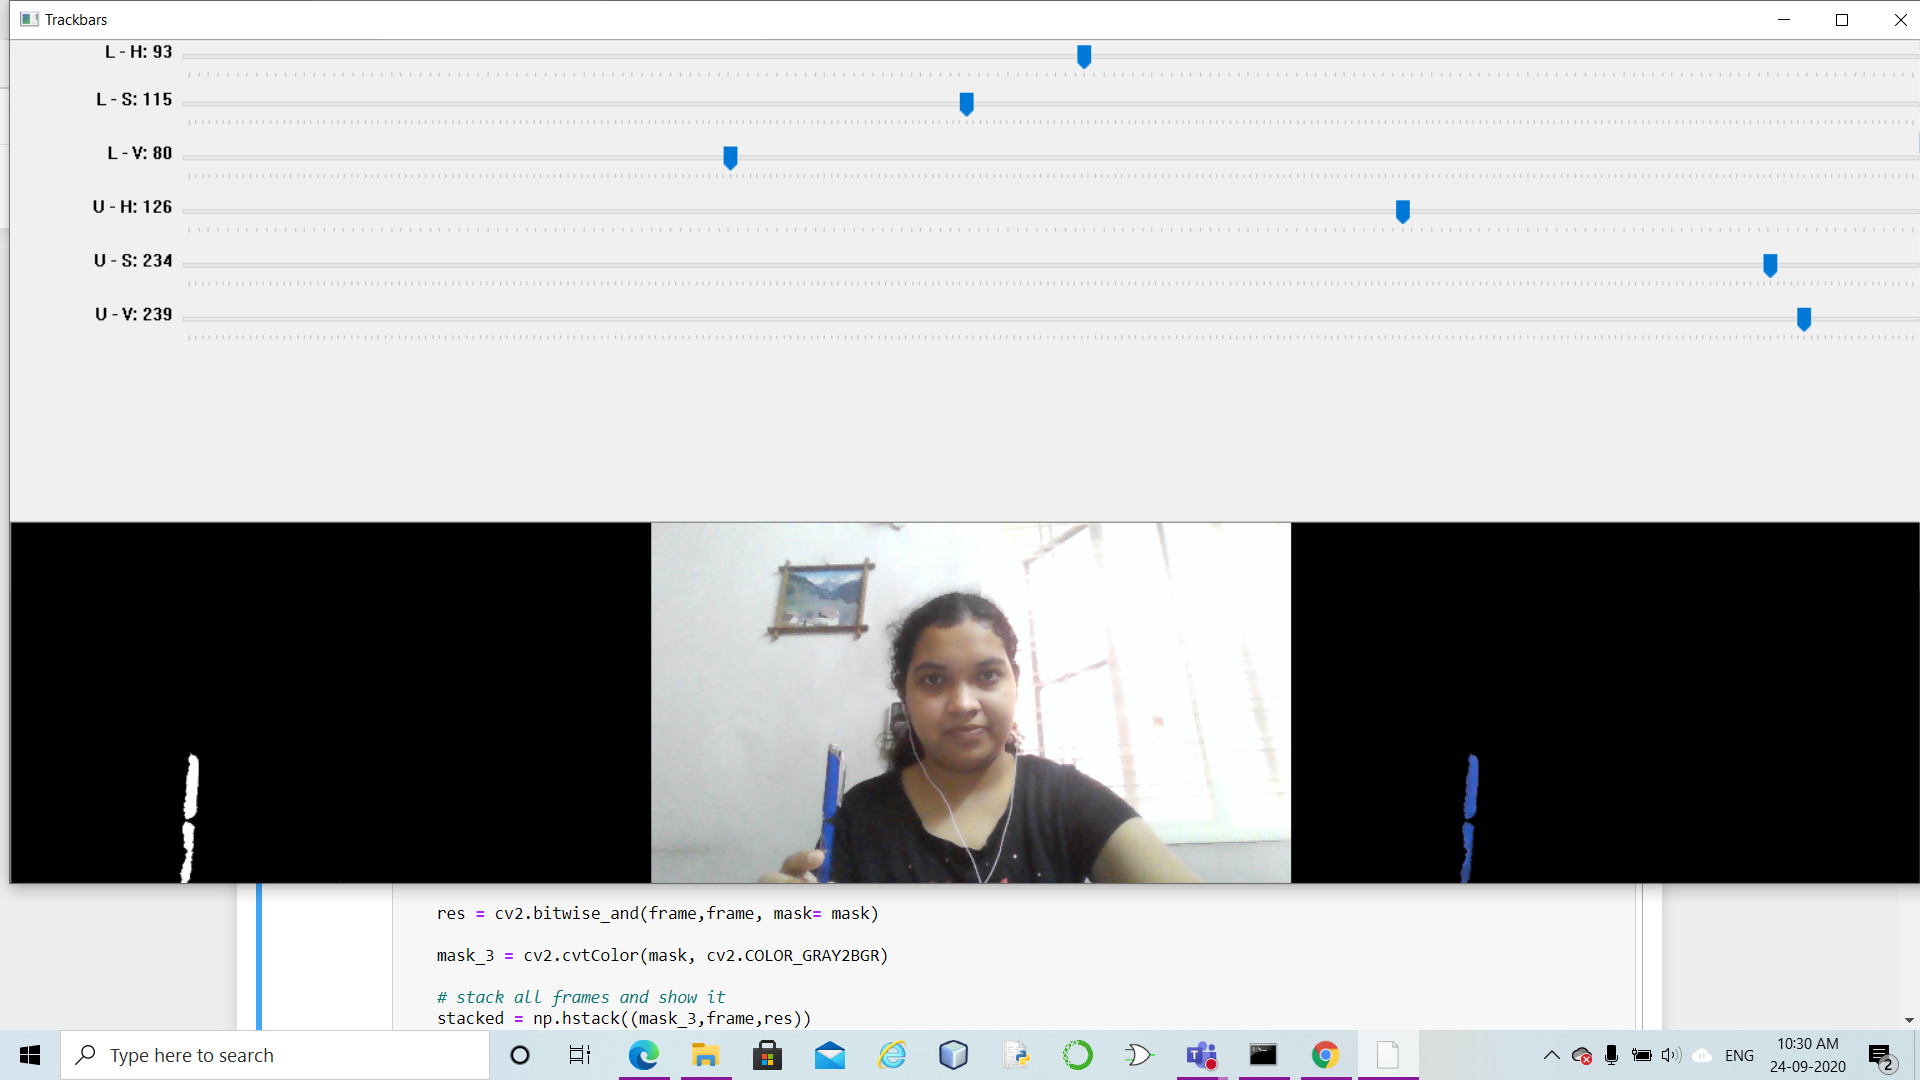 Trackbars
L - H: 93
L - S: 115
L - V: 80
U - H: 126
U - S: 234
U - V: 239
res = cv2.bitwise_and(frame,frame, mask= mask)
mask_3 = cv2.cvtColor(mask, cv2.COLOR_GRAY2BGR)
# stack all frames and show it
stacked = np.hstack((mask_3,frame,res))
Type here to search
ENG
10:30 AM
24-09-2020
2